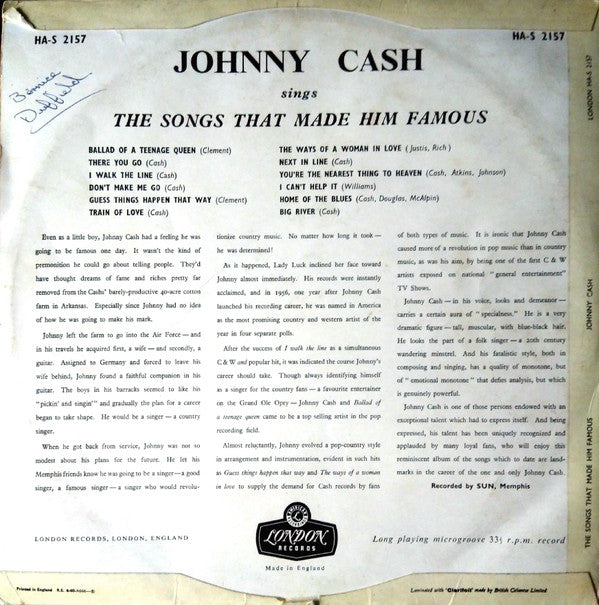 HA-S 2157
HA-S 2157
Bernice
Duffield
JOHNNY CASH
sings
THE SONGS THAT MADE HIM FAMOUS
BALLAD OF A TEENAGE QUEEN (Clement)
THERE YOU GO (Cash)
I WALK THE LINE (Cash)
DON'T MAKE ME GO (Cash)
GUESS THINGS HAPPEN THAT WAY (Clement)
TRAIN OF LOVE (Cash)
THE WAYS OF A WOMAN IN LOVE (Justis, Rich)
NEXT IN LINE (Cash)
YOU'RE THE NEAREST THING TO HEAVEN (Cash, Atkins, Johnson)
I CAN'T HELP IT (Williams)
HOME OF THE BLUES (Cash, Douglas, McAlpin)
BIG RIVER (Cash)
Even as a little boy, Johnny Cash had a feeling he was
going to be famous one day. It wasn't the kind of
premonition he could go about telling people. They'd
have thought dreams of fame and riches pretty far
removed from the Cashs' barely-productive 40-acre cotton
farm in Arkansas. Especially since Johnny had no idea
of how he was going to make his mark.
Johnny left the farm to go into the Air Force — and
in his travels he acquired first, a wife — and secondly, a
guitar. Assigned to Germany and forced to leave his
wife behind, Johnny found a faithful companion in his
guitar. The boys in his barracks seemed to like his"
"pickin' and singin'" and gradually the plan for a career
began to take shape. He would be a singer — a country
singer.
When he got back from service, Johnny was not so
modest about his plans for the future. He let his
Memphis friends know he was going to be a singer — a good
singer, a famous singer — a singer who would revolu-
tionize country music. No matter how long it took —
he was determined!
As it happened, Lady Luck inclined her face toward
Johnny almost immediately. His records were instantly
acclaimed, and in 1956, one year after Johnny Cash
launched his recording career, he was named in America
as the most promising country and western artist of the
year in four separate polls.
After the success of I walk the line as a simultaneous
C & W and popular hit, it was indicated the course Johnny's
career should take. Though always identifying himself
as a singer for the country fans — a favourite entertainer
on the Grand Ole Opry — Johnny Cash and Ballad of
a teenage queen came to be a top selling artist in the pop
recording field.
Almost reluctantly, Johnny evolved a pop-country style
in arrangement and instrumentation, evident in such hits
as Guess things happen that way and The ways of a woman
in love to supply the demand for Cash records by fans
of both types of music. It is ironic that Johnny Cash
caused more of a revolution in pop music than in country
music, as was his aim, by being one of the first C & W
artists exposed on national "general entertainment"
TV Shows.
Johnny Cash — in his voice, looks and demeanor —
carries a certain aura of "specialness." He is a very
dramatic figure — tall, muscular, with blue-black hair.
He looks the part of a folk singer — a 20th century
wandering minstrel. And his fatalistic style, both in
composing and singing, has a quality of monotone, but
of "emotional monotone" that defies analysis, but which
is genuinely powerful.
Johnny Cash is one of those persons endowed with an
exceptional talent which had to express itself. And being
expressed, his talent has been uniquely recognized and
applauded by many loyal fans, who will enjoy this
reminiscent album of the songs which to date are land-
marks in the career of the one and only Johnny Cash.
Recorded by SUN, Memphis
LONDON RECORDS, LONDON, ENGLAND
LONDON
RECORDS
Made in England
Long playing microgroove 33⅓ r.p.m. record
Printed in England
Laminated with 'Clarifoil' made by British Celanese Limited
LONDON HA-S 2157
JOHNNY CASH
THE SONGS THAT MADE HIM FAMOUS